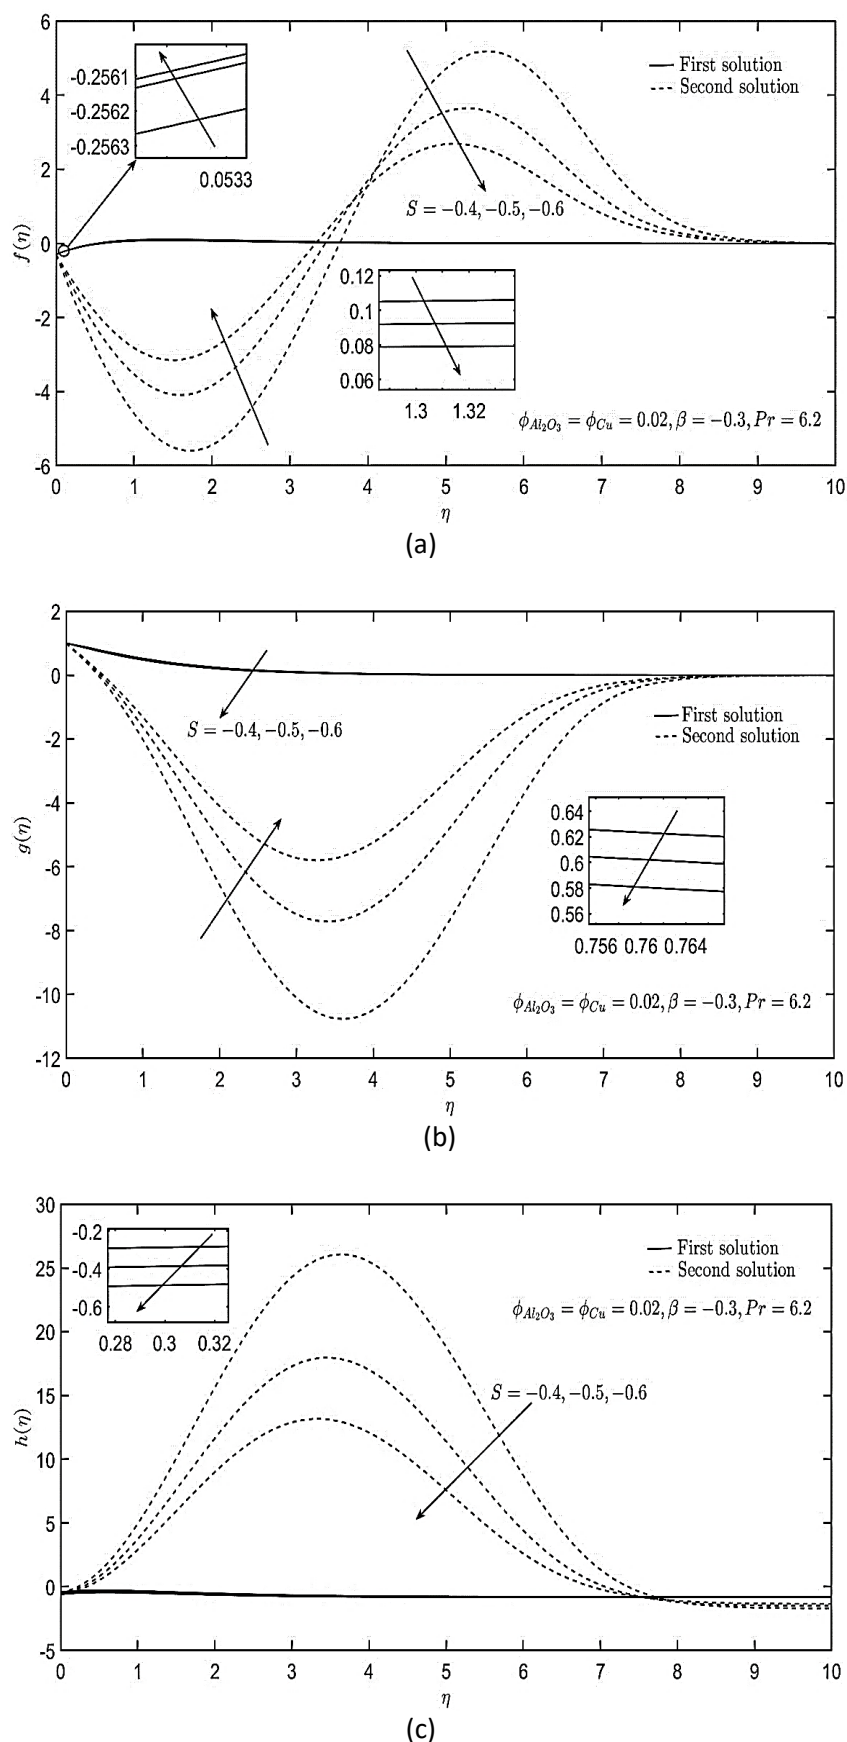 6
4
2
0
-2
-4
-6
f(η)
-0.2561
-0.2562
-0.2563
0.0533
First solution
Second solution
S = −0.4, −0.5, −0.6
0.12
0.1
0.08
0.06
1.3 1.32
ϕAl₂O₃ = ϕCu = 0.02, β = −0.3, Pr = 6.2
0 1 2 3 4 5 6 7 8 9 10
η
(a)
2
0
-2
-4
-6
-8
-10
-12
g(η)
S = −0.4, −0.5, −0.6
First solution
Second solution
0.64
0.62
0.6
0.58
0.56
0.756 0.76 0.764
ϕAl₂O₃ = ϕCu = 0.02, β = −0.3, Pr = 6.2
0 1 2 3 4 5 6 7 8 9 10
η
(b)
30
25
20
15
10
5
0
-5
h(η)
-0.2
-0.4
-0.6
0.28 0.3 0.32
First solution
Second solution
ϕAl₂O₃ = ϕCu = 0.02, β = −0.3, Pr = 6.2
S = −0.4, −0.5, −0.6
0 1 2 3 4 5 6 7 8 9 10
η
(c)